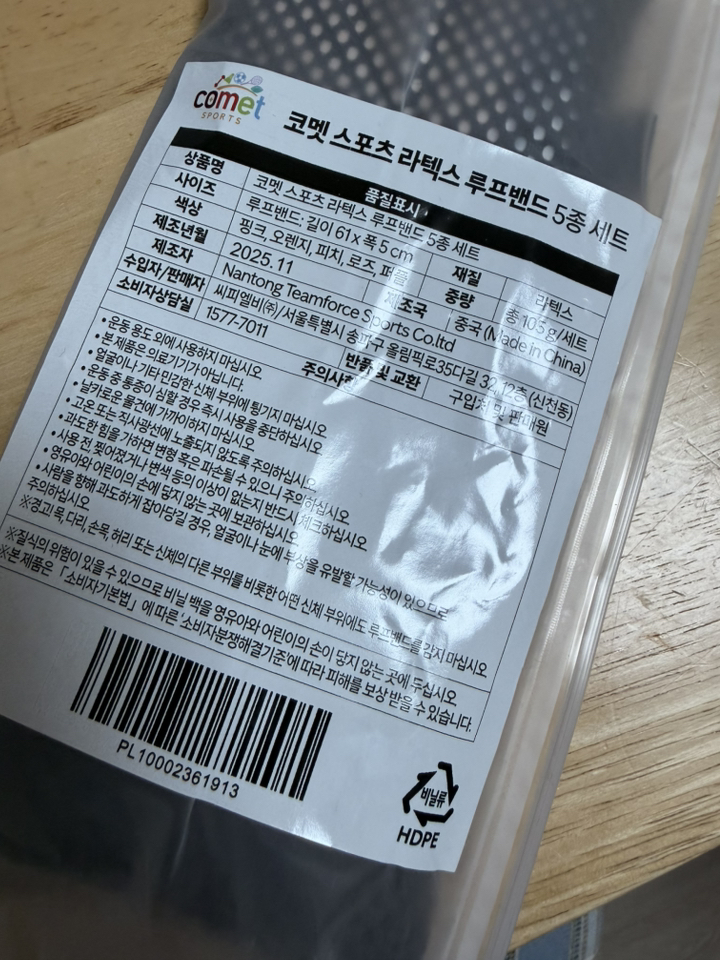 comet
SPORTS
코멧 스포츠 라텍스 루프밴드 5종 세트
품질표시
상품명 코멧 스포츠 라텍스 루프밴드 5종 세트
사이즈 루프밴드: 길이 61 x 폭 5 cm 재질 라텍스
색상 핑크, 오렌지, 피치, 로즈, 퍼플 중량 총 103 g/세트
제조년월 2025.11 제조국 중국 (Made in China)
제조자 Nantong Teamforce Sports Co.ltd
수입자/판매자 씨피엘비(주)/서울특별시 송파구 올림픽로35다길 32, 12층 (신천동)
소비자상담실 1577-7011 반품 및 교환 구입처 및 판매원
주의사항
• 운동 용도 외에 사용하지 마십시오
• 본 제품은 의료기기가 아닙니다.
• 얼굴이나 기타 민감한 신체 부위에 튕기지 마십시오
• 운동 중 통증이 심할 경우 즉시 사용을 중단하십시오
• 날카로운 물건에 가까이하지 마십시오.
• 고온 또는 직사광선에 노출되지 않도록 주의하십시오.
• 과도한 힘을 가하면 변형 혹은 파손될 수 있으니 주의하십시오
• 사용 전 찢어졌거나 변색 등의 이상이 없는지 반드시 체크하십시오
• 영유아와 어린이의 손에 닿지 않는 곳에 보관하십시오.
• 사람을 향해 과도하게 잡아당길 경우, 얼굴이나 눈에 부상을 유발할 가능성이 있으므로
주의하십시오
※경고: 목, 다리, 손목, 허리 또는 신체의 다른 부위를 비롯한 어떤 신체 부위에도 루프밴드를 감지 마십시오
※질식의 위험이 있을 수 있으므로 비닐 백을 영유아와 어린이의 손이 닿지 않는 곳에 두십시오
※본 제품은 「소비자기본법」에 따른 '소비자분쟁해결기준'에 따라 피해를 보상 받을 수 있습니다.
PL10002361913
비닐류
HDPE